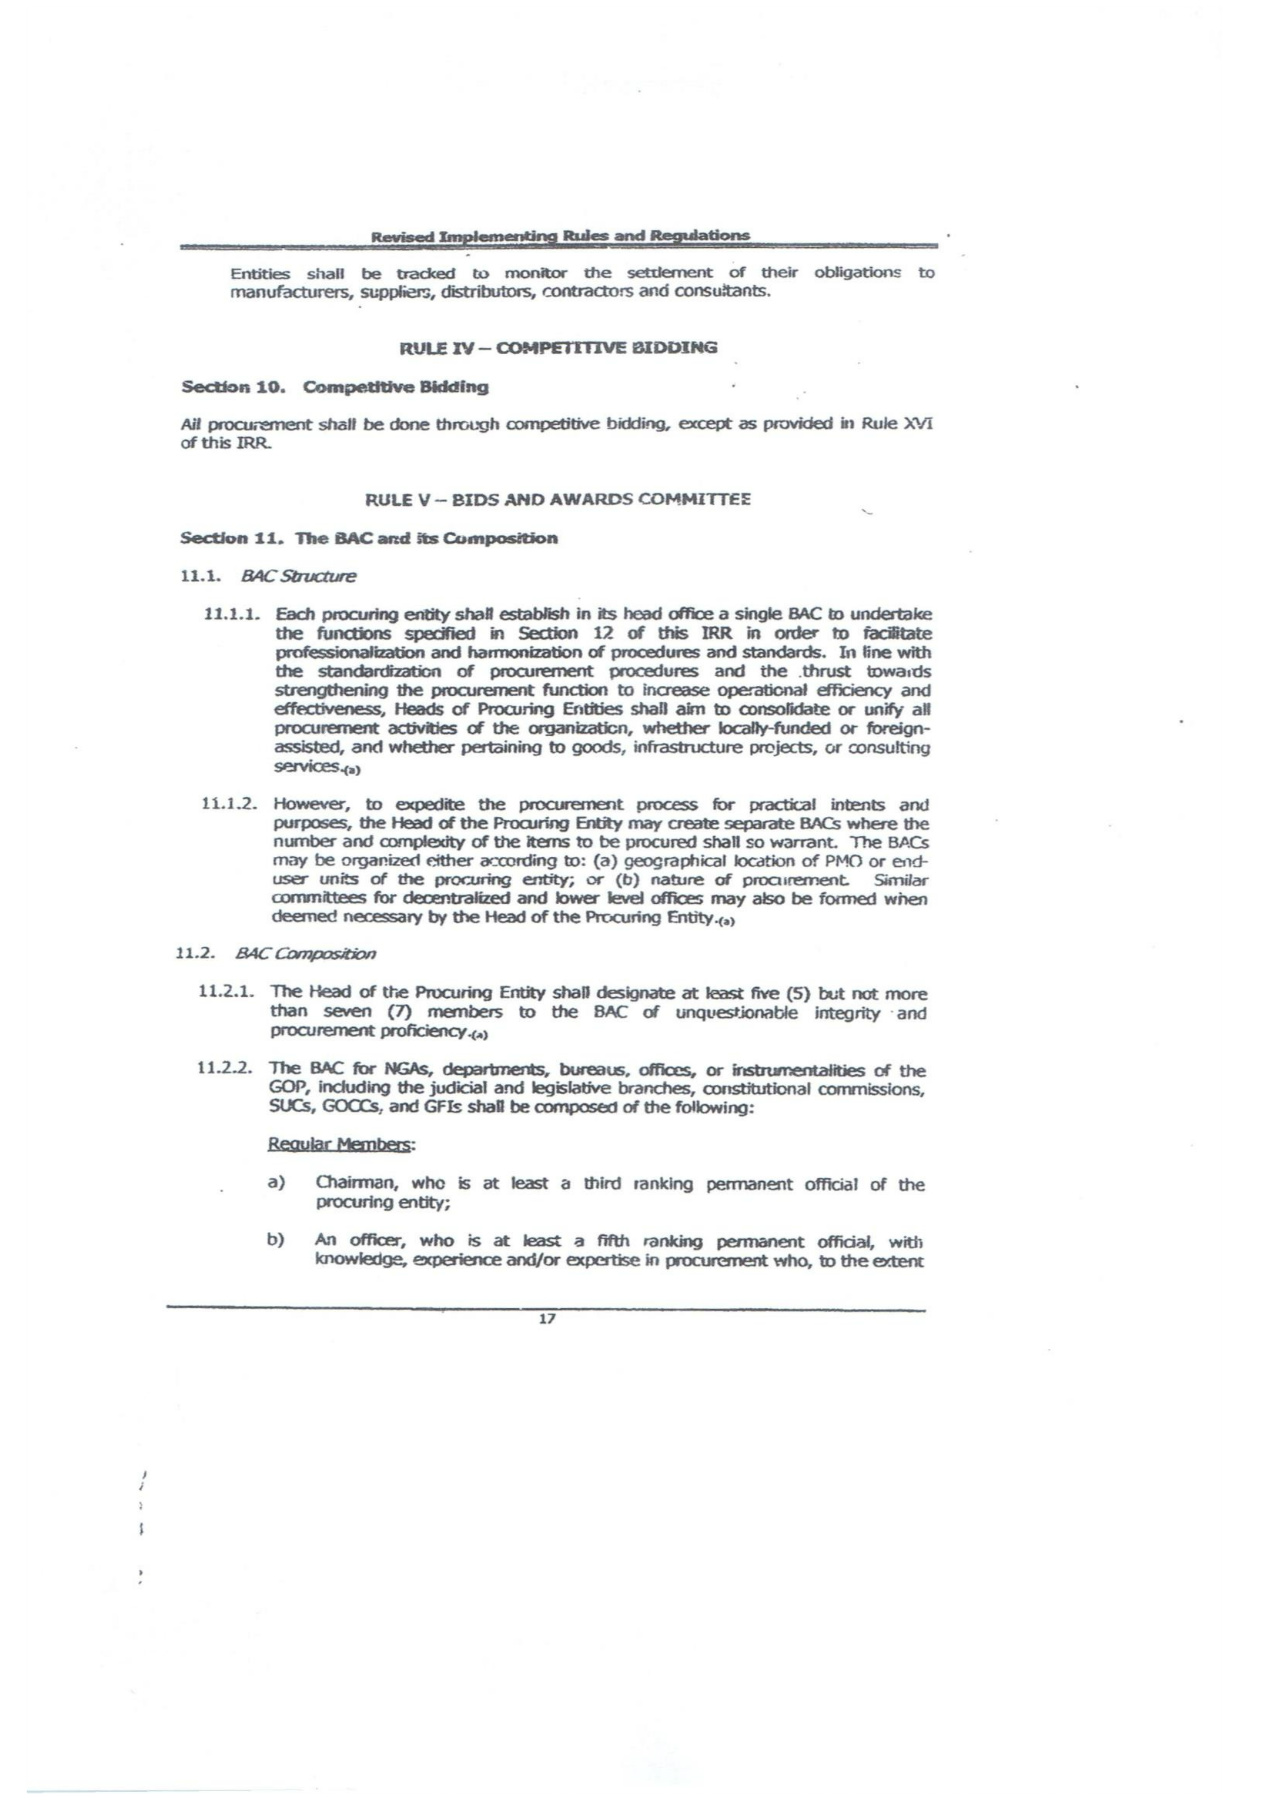 Revised Implementing Rules and Regulations
Entities shall be tracked to monitor the settlement of their obligations to
manufacturers, suppliers, distributors, contractors and consultants.
RULE IV – COMPETITIVE BIDDING
Section 10. Competitive Bidding
All procurement shall be done through competitive bidding, except as provided in Rule XVI
of this IRR.
RULE V – BIDS AND AWARDS COMMITTEE
Section 11. The BAC and its Composition
11.1. BAC Structure
11.1.1. Each procuring entity shall establish in its head office a single BAC to undertake
the functions specified in Section 12 of this IRR in order to facilitate
professionalization and harmonization of procedures and standards. In line with
the standardization of procurement procedures and the thrust towards
strengthening the procurement function to increase operational efficiency and
effectiveness, Heads of Procuring Entities shall aim to consolidate or unify all
procurement activities of the organization, whether locally-funded or foreign-
assisted, and whether pertaining to goods, infrastructure projects, or consulting
services.(a)
11.1.2. However, to expedite the procurement process for practical intents and
purposes, the Head of the Procuring Entity may create separate BACs where the
number and complexity of the items to be procured shall so warrant. The BACs
may be organized either according to: (a) geographical location of PMO or end-
user units of the procuring entity; or (b) nature of procurement. Similar
committees for decentralized and lower level offices may also be formed when
deemed necessary by the Head of the Procuring Entity.(a)
11.2. BAC Composition
11.2.1. The Head of the Procuring Entity shall designate at least five (5) but not more
than seven (7) members to the BAC of unquestionable integrity and
procurement proficiency.(a)
11.2.2. The BAC for NGAs, departments, bureaus, offices, or instrumentalities of the
GOP, including the judicial and legislative branches, constitutional commissions,
SUCs, GOCCs, and GFIs shall be composed of the following:
Regular Members:
a) Chairman, who is at least a third ranking permanent official of the
procuring entity;
b) An officer, who is at least a fifth ranking permanent official, with
knowledge, experience and/or expertise in procurement who, to the extent
17